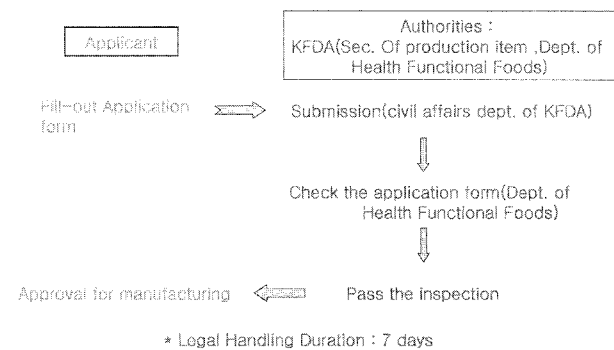 Applicant
Authorities :
KFDA(Sec. Of production item ,Dept. of
Health Functional Foods)
Fill-out Application
form
Submission(civil affairs dept. of KFDA)
Check the application form(Dept. of
Health Functional Foods)
Approval for manufacturing
Pass the inspection
* Legal Handling Duration : 7 days